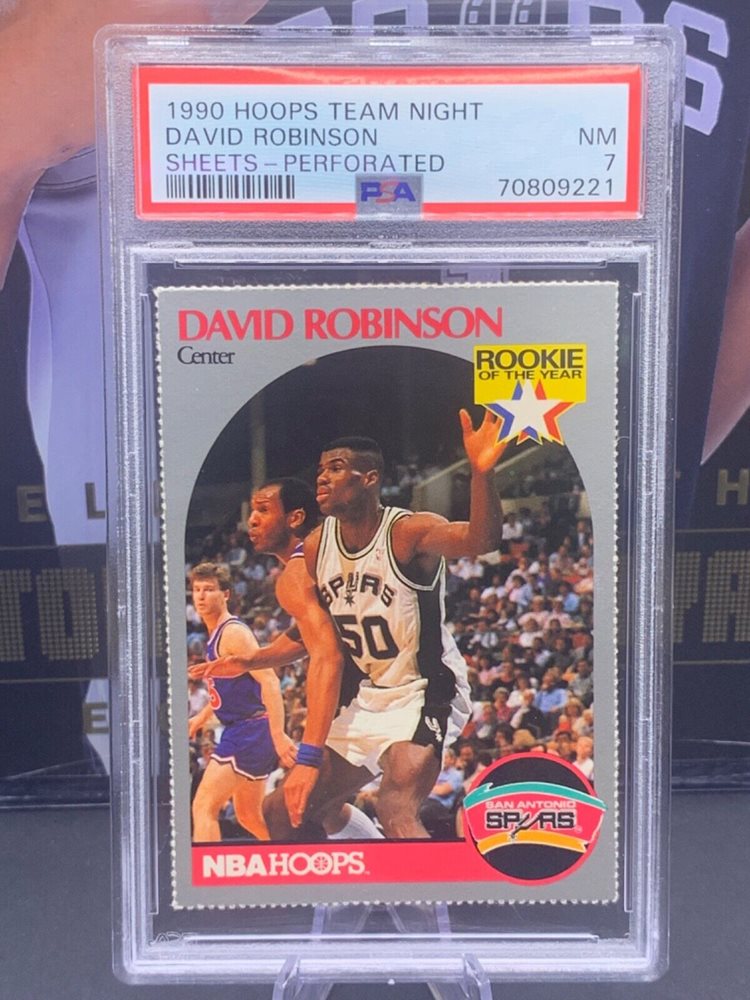 1990 HOOPS TEAM NIGHT
DAVID ROBINSON NM
SHEETS - PERFORATED 7
PSA 70809221
DAVID ROBINSON
Center
ROOKIE
OF THE YEAR
SPURS
50
SAN ANTONIO
SPURS
NBA HOOPS